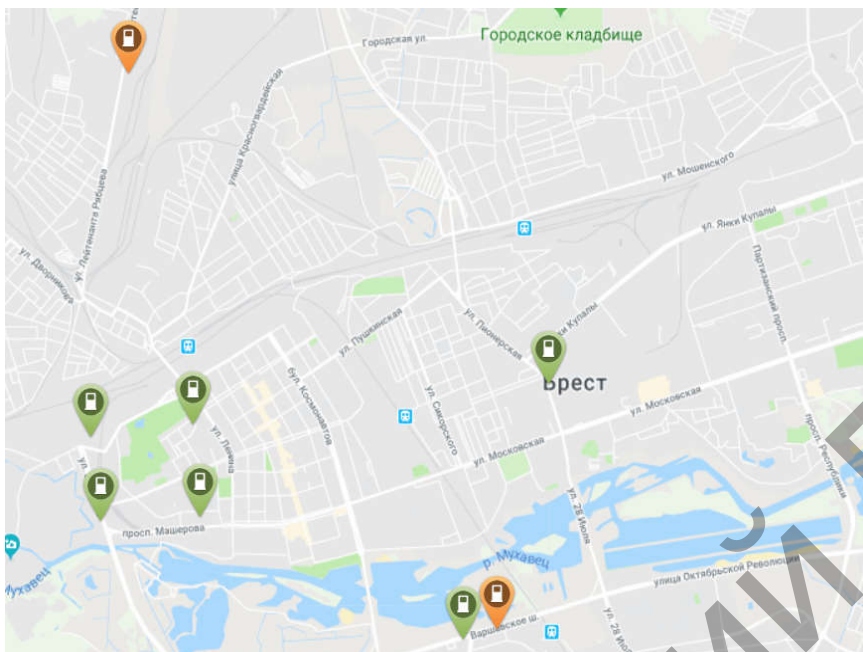 Городское кладбище
Городская ул.
улица Красногвардейская
ул. Мошенского
ул. Лейтенанта Рябцева
ул. Янки Купалы
ул. Дворникова
Партизанский просп.
ул. Пушкинская
ул. Пионерская
Купалы
Брест
бул. Космонавтов
ул. Сикорского
ул. Московская
ул. Московская
ул. Ленина
просп. Республики
ул.
просп. Машерова
ул. 28 Июля
р. Мухавец
Мухавец
улица Октябрьской Революции
Варшавское ш.
ул. 28 Июля